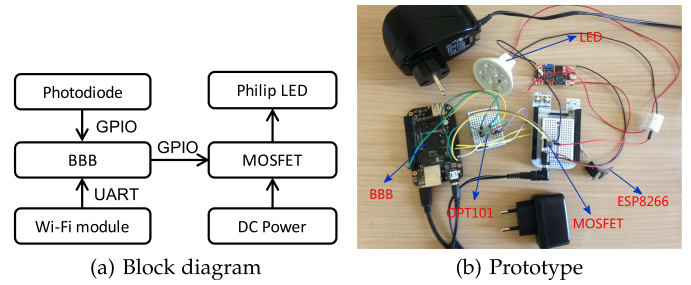 Photodiode
Philip LED
GPIO
BBB
GPIO
MOSFET
UART
Wi-Fi module
DC Power
(a) Block diagram
LED
BBB
OPT101
MOSFET
ESP8266
(b) Prototype